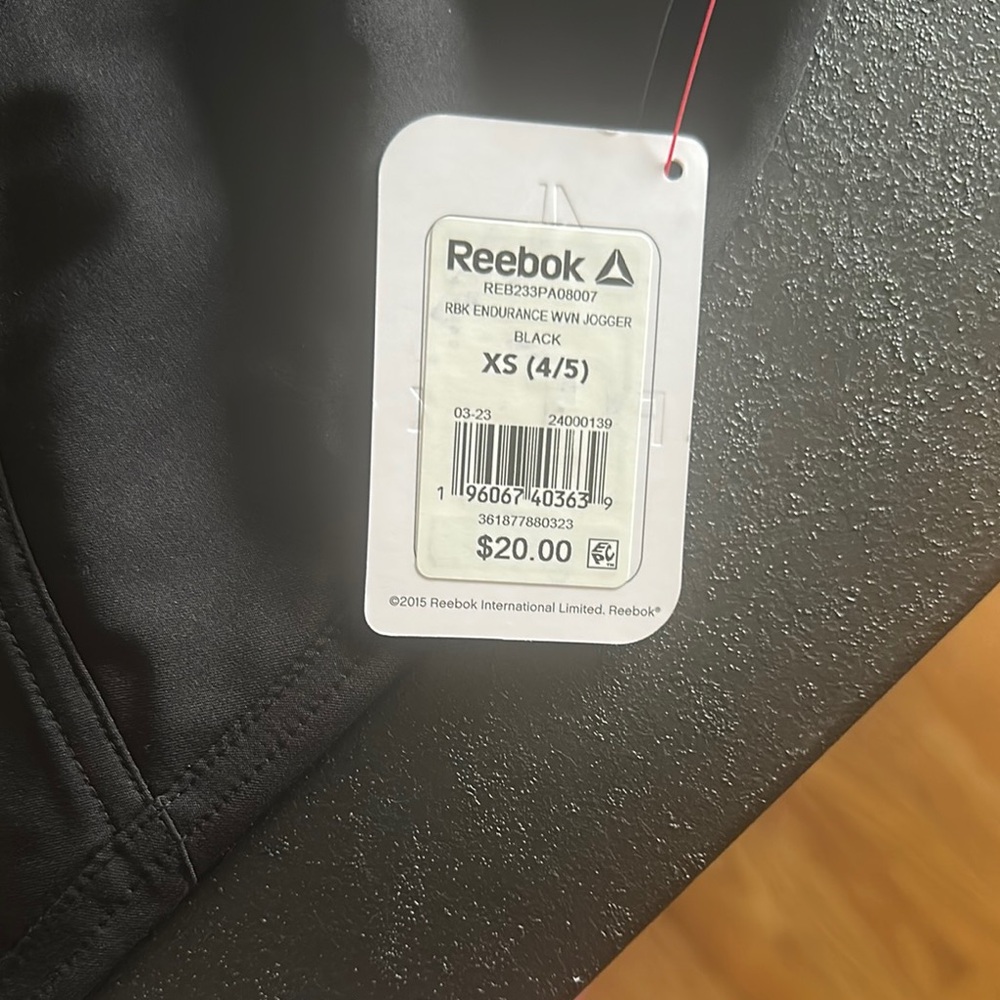 Reebok
REB233PA08007
RBK ENDURANCE WVN JOGGER
BLACK
XS (4/5)
03-23 24000139
1 96067 40363 9
361877880323
$20.00 EPC™
©2015 Reebok International Limited. Reebok®